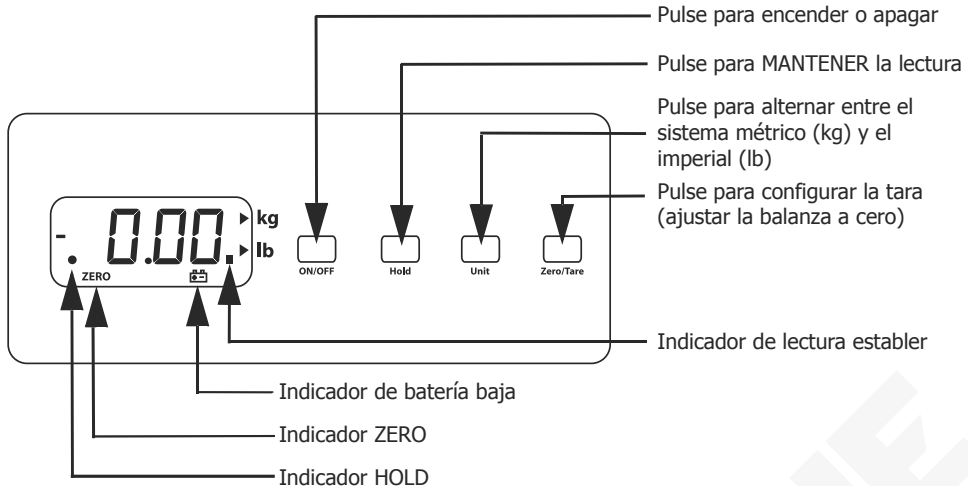 Pulse para encender o apagar
Pulse para MANTENER la lectura
Pulse para alternar entre el
sistema métrico (kg) y el
imperial (lb)
Pulse para configurar la tara
(ajustar la balanza a cero)
- 0.00. kg
lb
ZERO
ON/OFF
Hold
Unit
Zero/Tare
Indicador de lectura establer
Indicador de batería baja
Indicador ZERO
Indicador HOLD